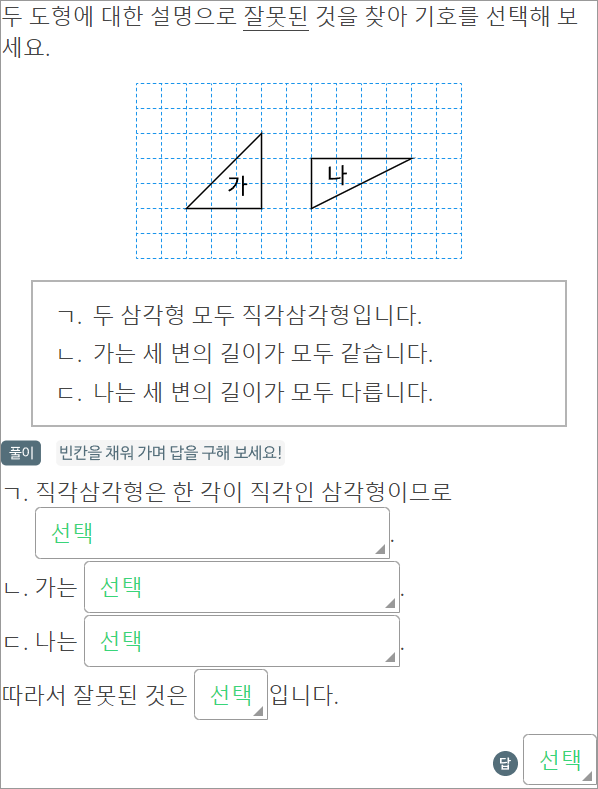 두 도형에 대한 설명으로 잘못된 것을 찾아 기호를 선택해 보
세요.
가
나
ㄱ. 두 삼각형 모두 직각삼각형입니다.
ㄴ. 가는 세 변의 길이가 모두 같습니다.
ㄷ. 나는 세 변의 길이가 모두 다릅니다.
풀이 빈칸을 채워 가며 답을 구해 보세요!
ㄱ. 직각삼각형은 한 각이 직각인 삼각형이므로
선택.
ㄴ. 가는 선택.
ㄷ. 나는 선택.
따라서 잘못된 것은 선택입니다.
답 선택